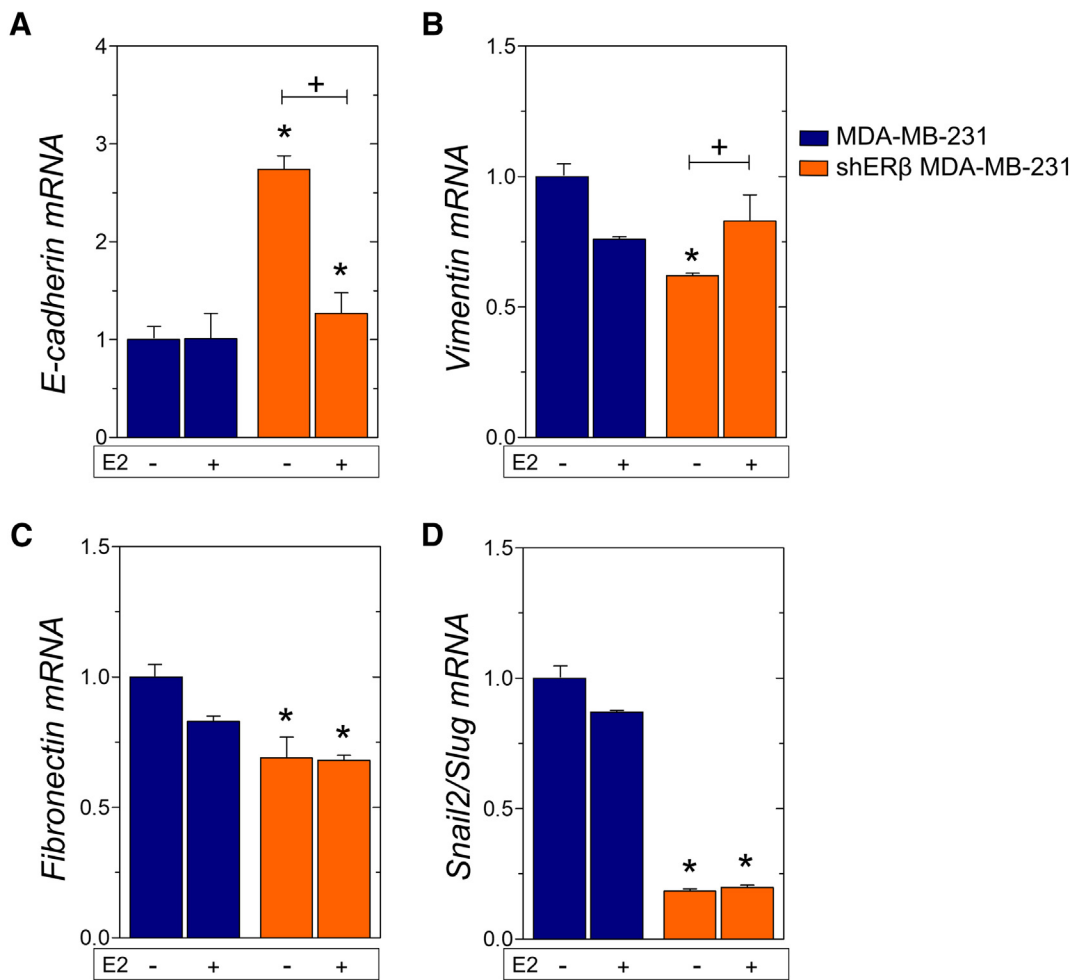 A
E-cadherin mRNA
4
3
2
1
0
*
+
*
E2 - + - +
B
Vimentin mRNA
1.5
1.0
0.5
0.0
*
+
E2 - + - +
MDA-MB-231
shERβ MDA-MB-231
C
Fibronectin mRNA
1.5
1.0
0.5
0.0
* *
E2 - + - +
D
Snail2/Slug mRNA
1.5
1.0
0.5
0.0
* *
E2 - + - +